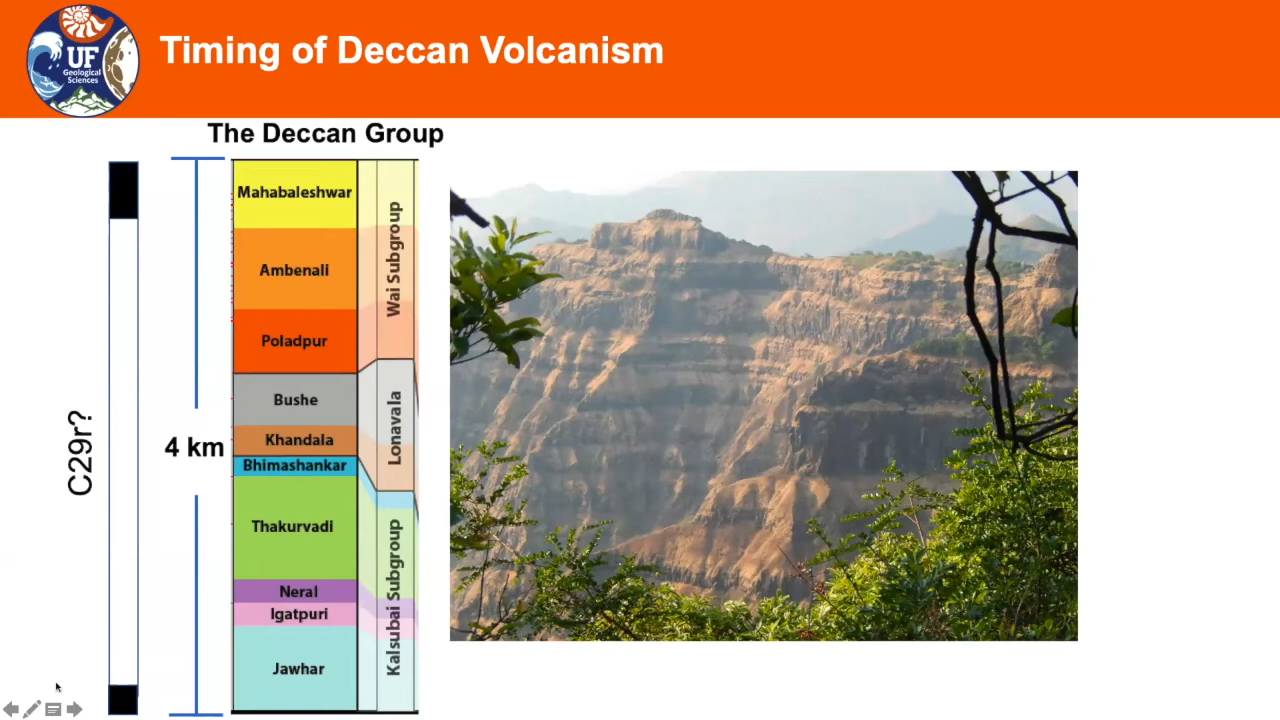 UF
Geological
Sciences
Timing of Deccan Volcanism
The Deccan Group
C29r?
4 km
Mahabaleshwar
Ambenali
Poladpur
Bushe
Khandala
Bhimashankar
Thakurvadi
Neral
Igatpuri
Jawhar
Wai Subgroup
Lonavala
Kalsubai Subgroup